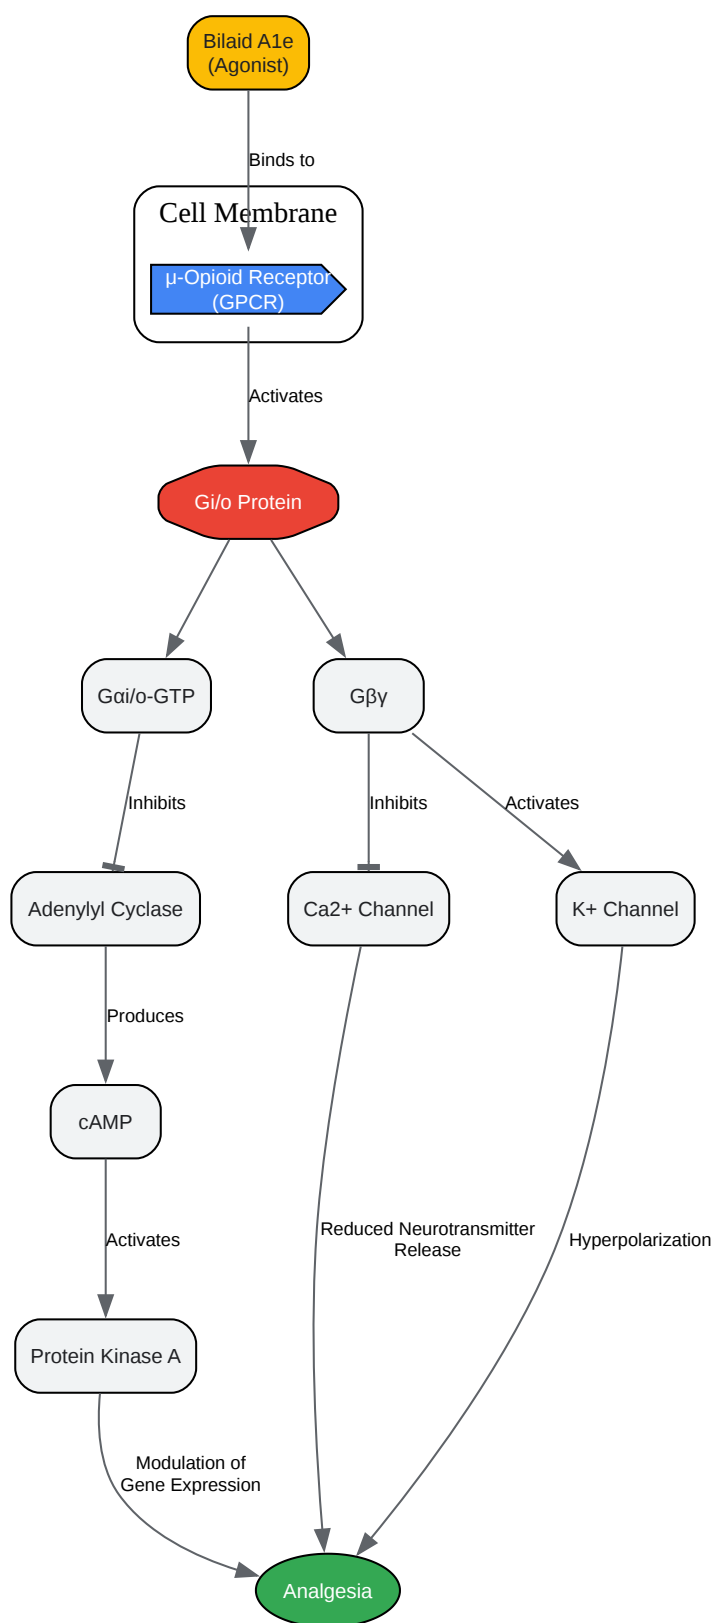 Bilaid A1e
(Agonist)
Binds to
Cell Membrane
μ-Opioid Receptor
(GPCR)
Activates
Gi/o Protein
Gαi/o-GTP
Gβγ
Inhibits
Inhibits
Activates
Adenylyl Cyclase
Ca2+ Channel
K+ Channel
Produces
cAMP
Activates
Reduced Neurotransmitter
Release
Hyperpolarization
Protein Kinase A
Modulation of
Gene Expression
Analgesia